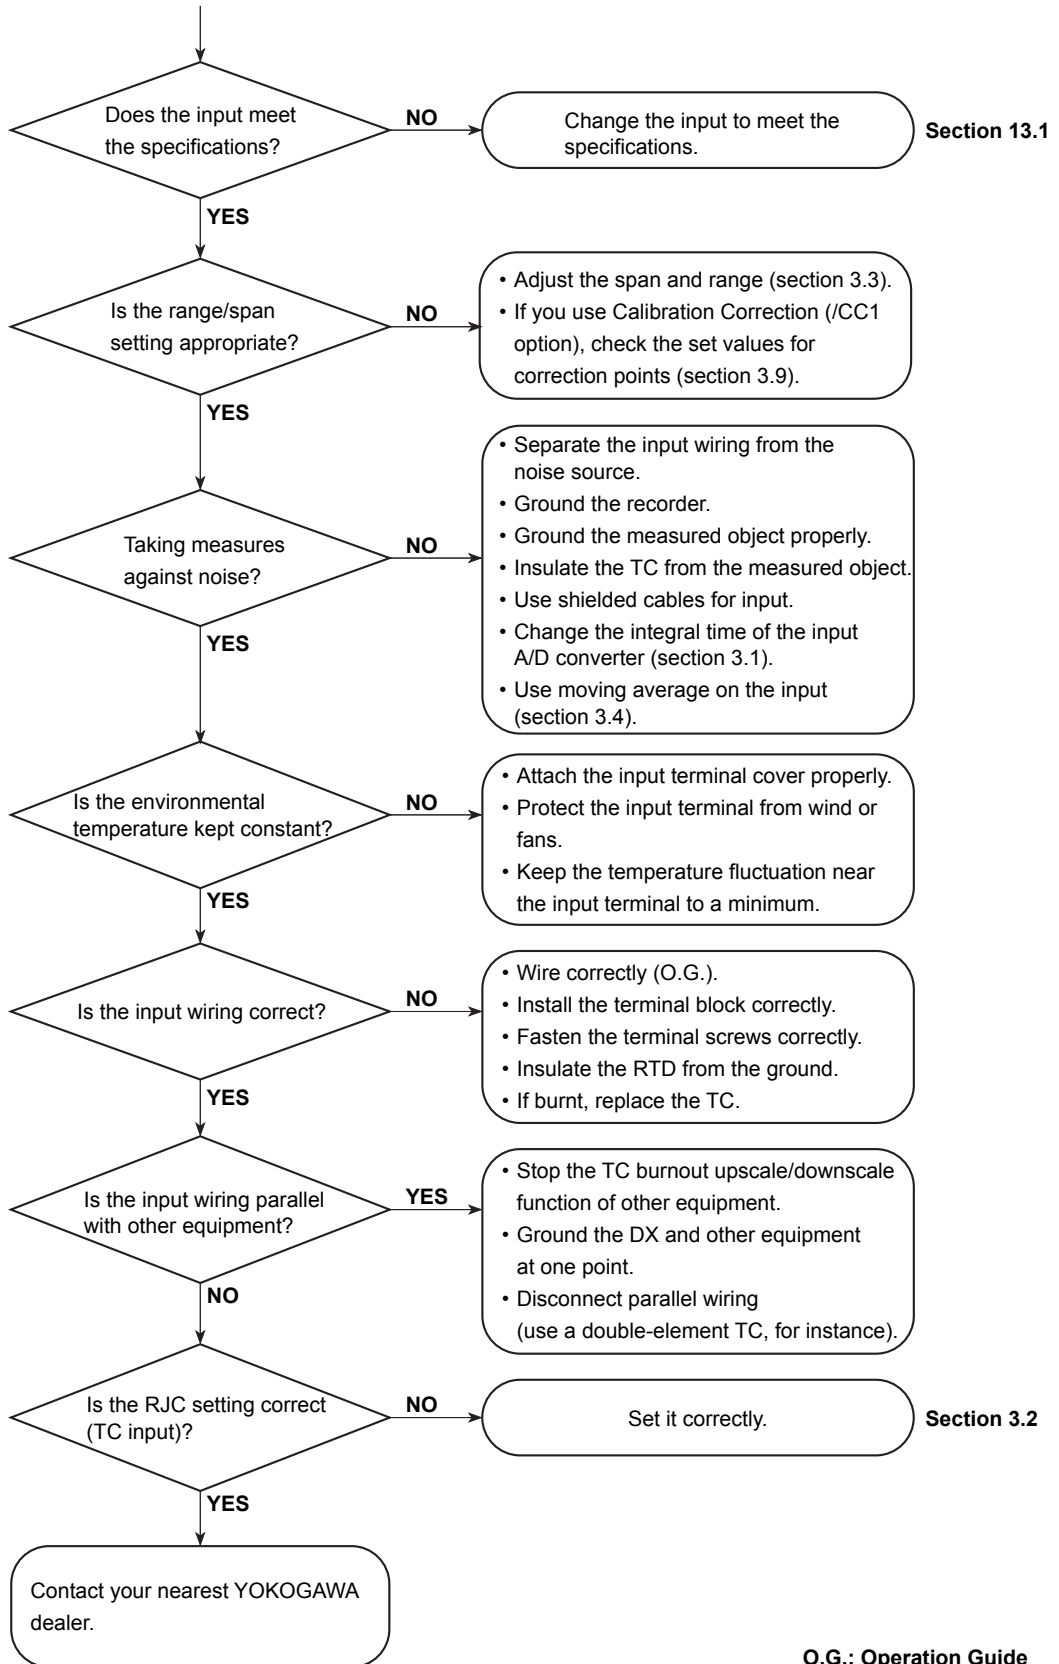 Does the input meet
the specifications?
NO
Change the input to meet the
specifications.
Section 13.1
YES
Is the range/span
setting appropriate?
NO
• Adjust the span and range (section 3.3).
• If you use Calibration Correction (/CC1
option), check the set values for
correction points (section 3.9).
YES
Taking measures
against noise?
NO
• Separate the input wiring from the
noise source.
• Ground the recorder.
• Ground the measured object properly.
• Insulate the TC from the measured object.
• Use shielded cables for input.
• Change the integral time of the input
A/D converter (section 3.1).
• Use moving average on the input
(section 3.4).
YES
Is the environmental
temperature kept constant?
NO
• Attach the input terminal cover properly.
• Protect the input terminal from wind or
fans.
• Keep the temperature fluctuation near
the input terminal to a minimum.
YES
Is the input wiring correct?
NO
• Wire correctly (O.G.).
• Install the terminal block correctly.
• Fasten the terminal screws correctly.
• Insulate the RTD from the ground.
• If burnt, replace the TC.
YES
Is the input wiring parallel
with other equipment?
YES
• Stop the TC burnout upscale/downscale
function of other equipment.
• Ground the DX and other equipment
at one point.
• Disconnect parallel wiring
(use a double-element TC, for instance).
NO
Is the RJC setting correct
(TC input)?
NO
Set it correctly.
Section 3.2
YES
Contact your nearest YOKOGAWA
dealer.
O.G.: Operation Guide